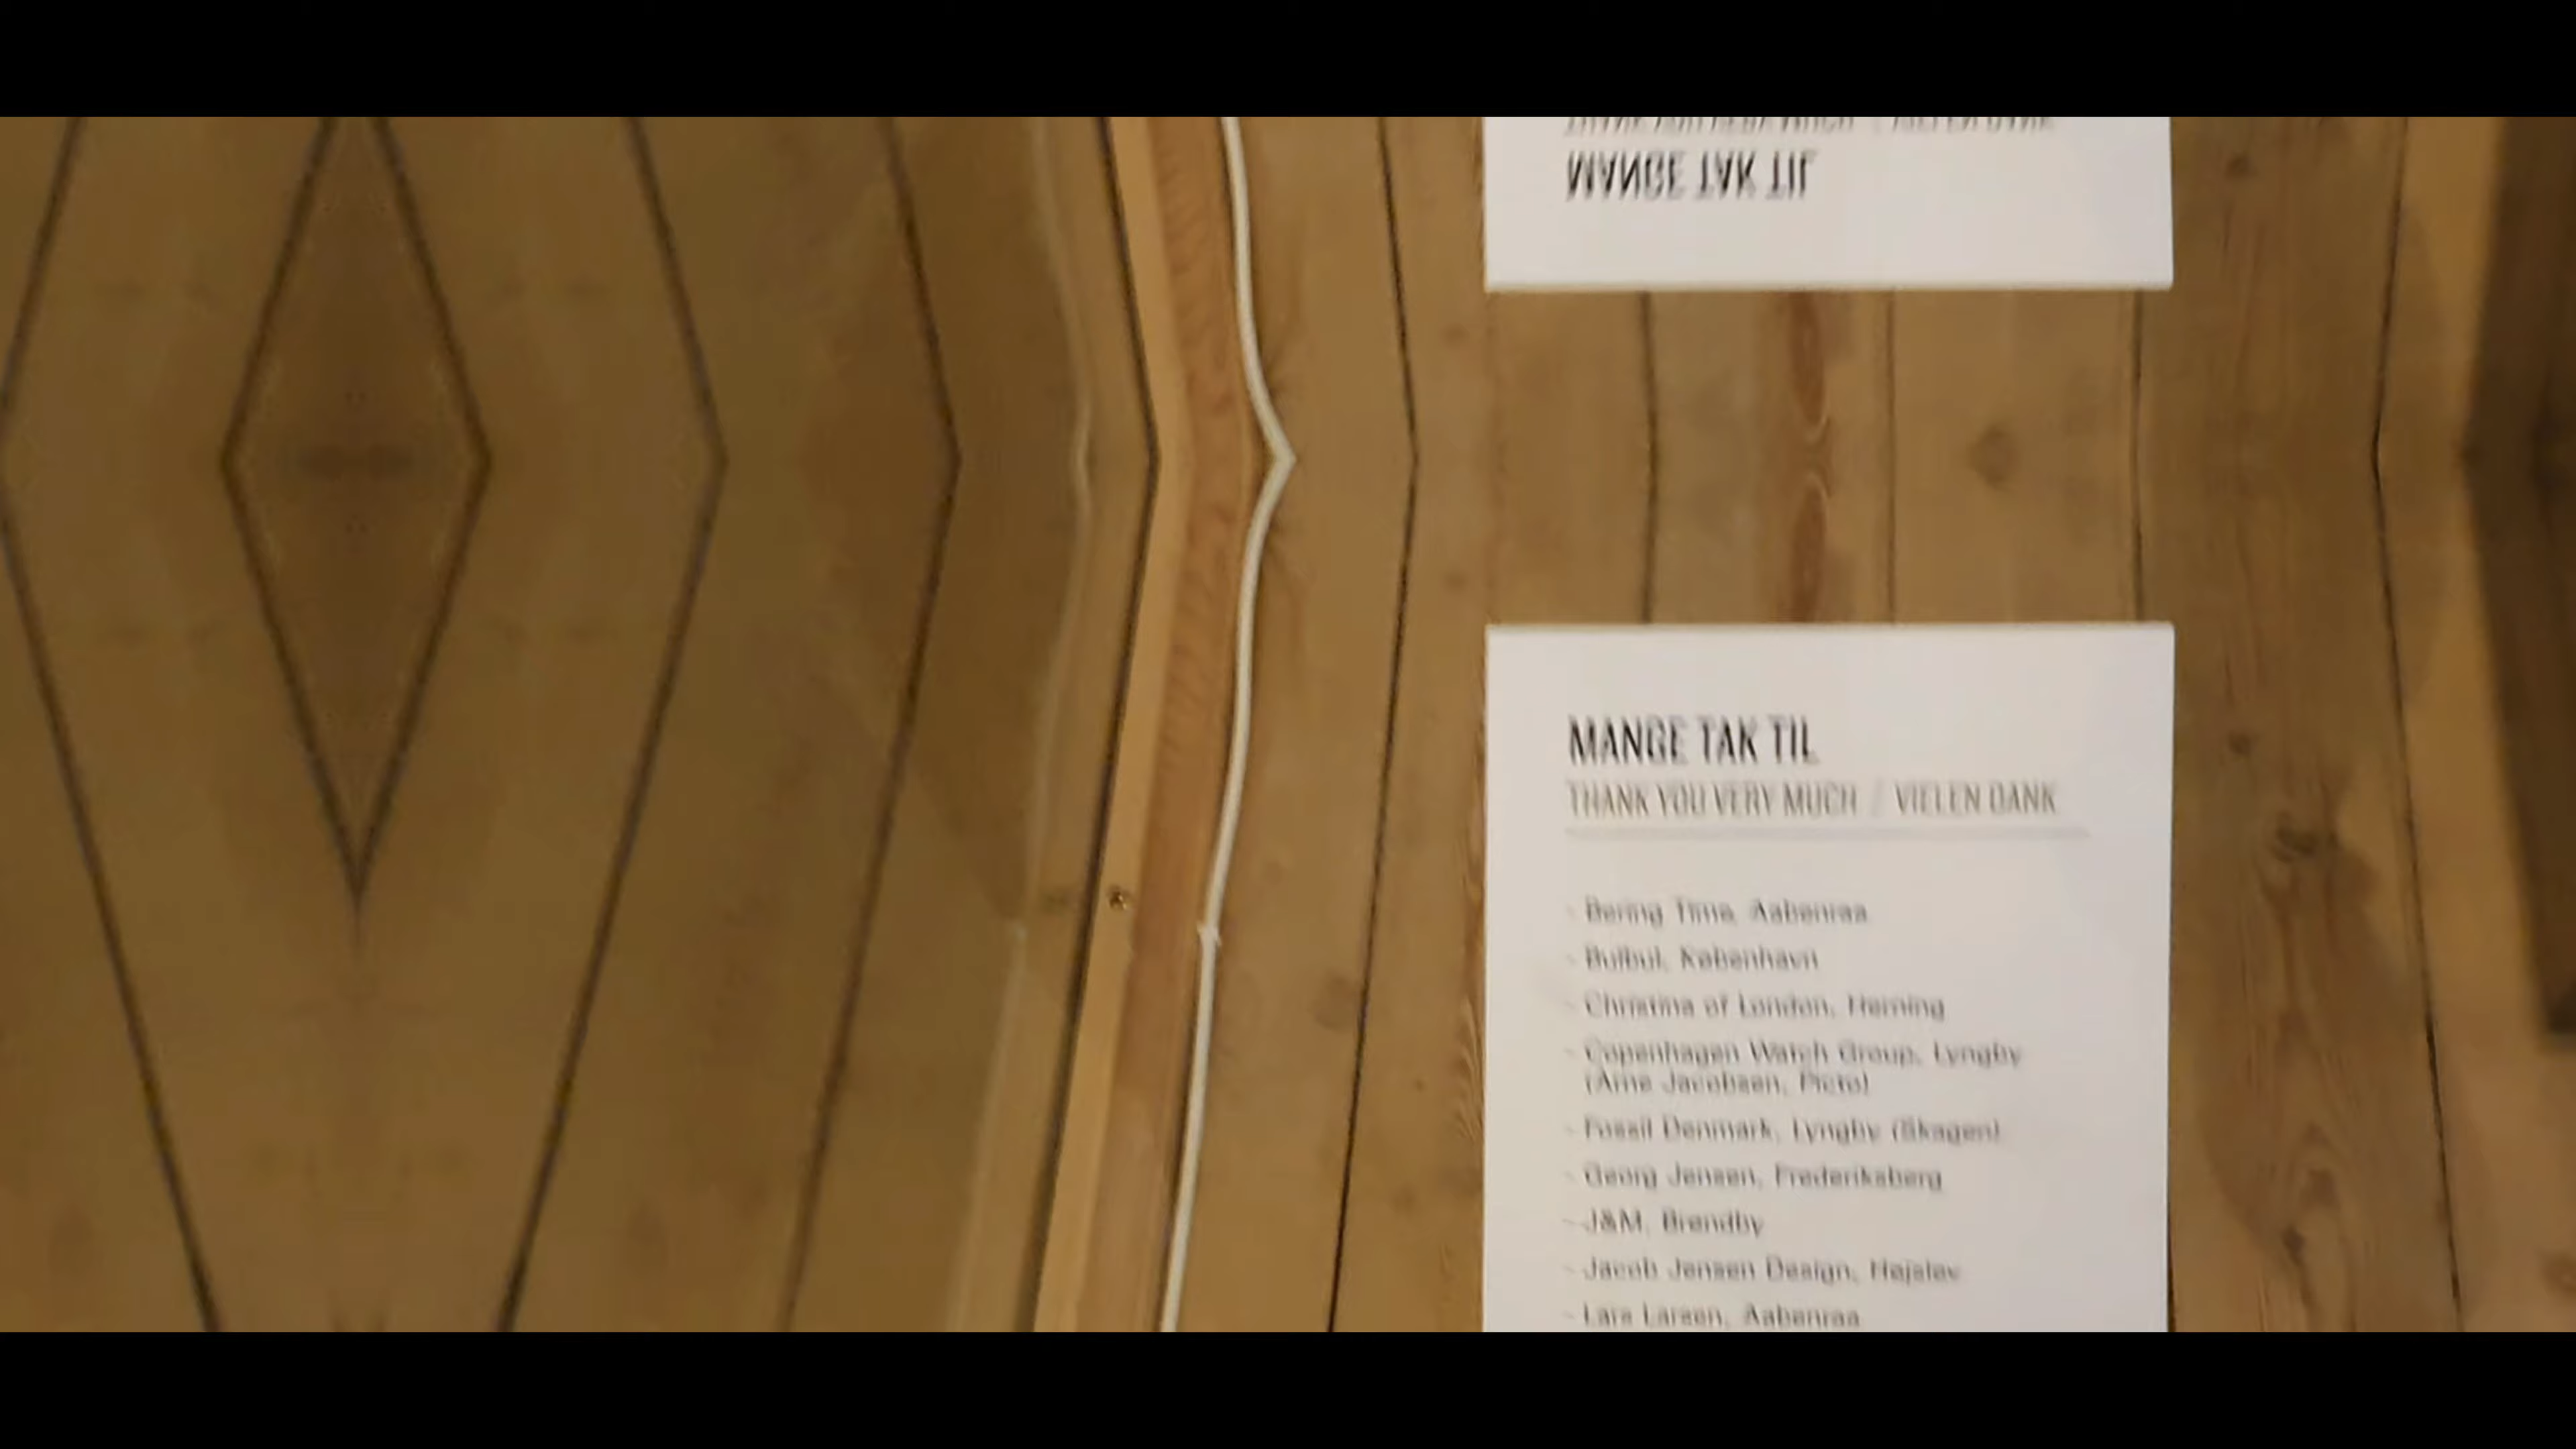 MANGE TAK TIL
THANK YOU VERY MUCH / VIELEN DANK
- Bering Time, Aabenraa
- Bulbul, København
- Christina of London, Herning
- Copenhagen Watch Group, Lyngby
(Arne Jacobsen, Picto)
- Fossil Denmark, Lyngby (Skagen)
- Georg Jensen, Frederiksberg
- J&M, Brøndby
- Jacob Jensen Design, Højslev
- Lars Larsen, Aabenraa